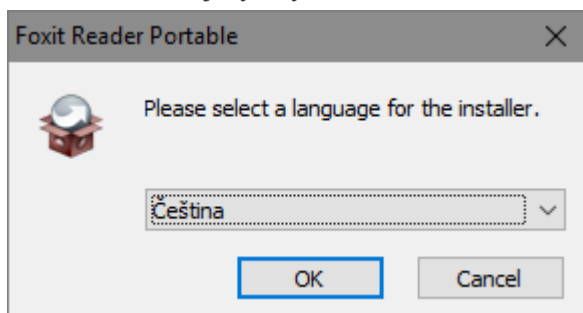 Foxit Reader Portable
Please select a language for the installer.
Čeština
OK
Cancel